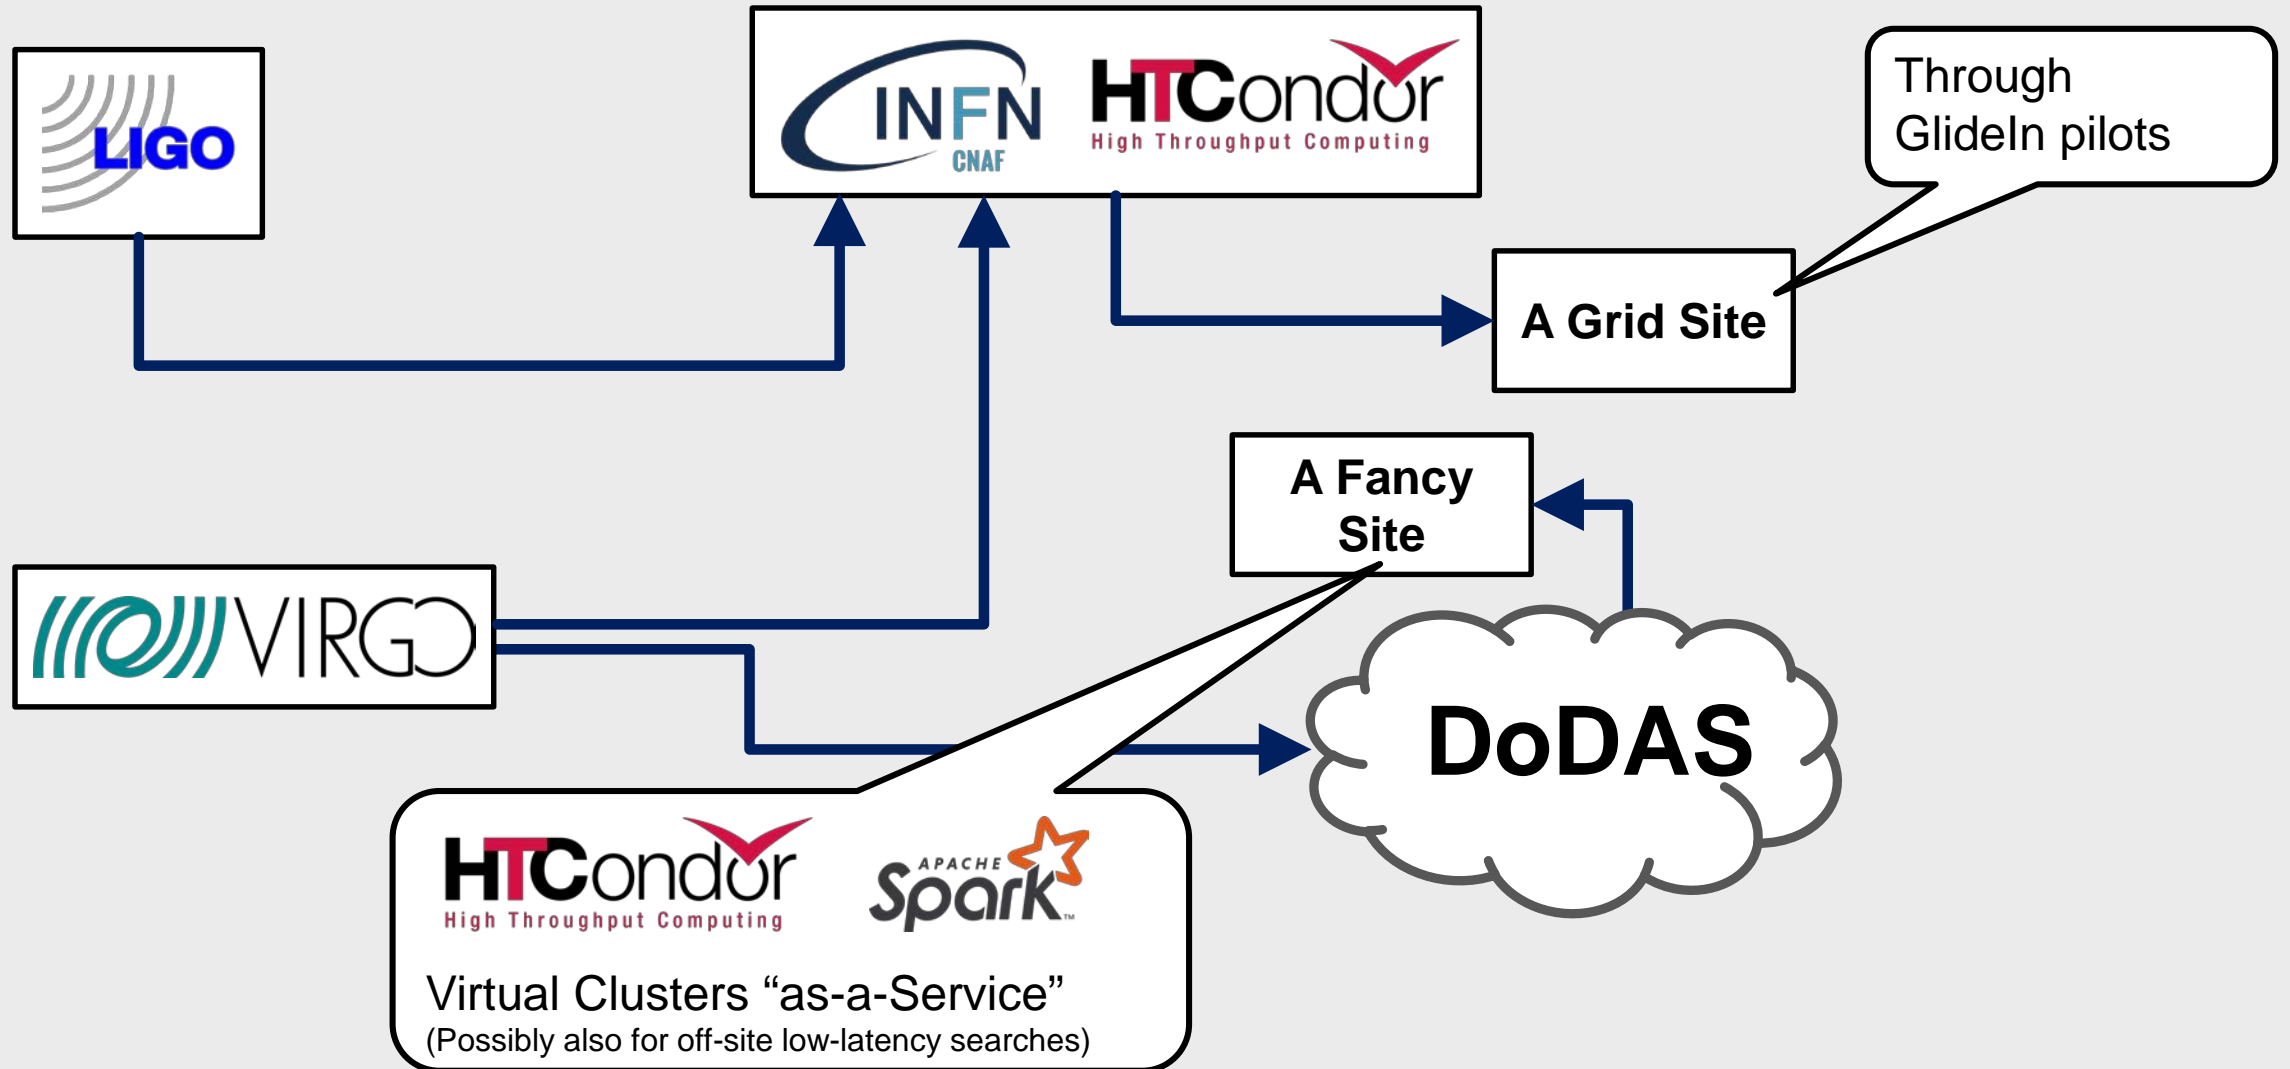 LIGO
INFN
CNAF
HTCondor
High Throughput Computing
Through
GlideIn pilots
A Grid Site
A Fancy
Site
VIRGO
DoDAS
HTCondor
High Throughput Computing
APACHE
Spark™
Virtual Clusters “as-a-Service”
(Possibly also for off-site low-latency searches)